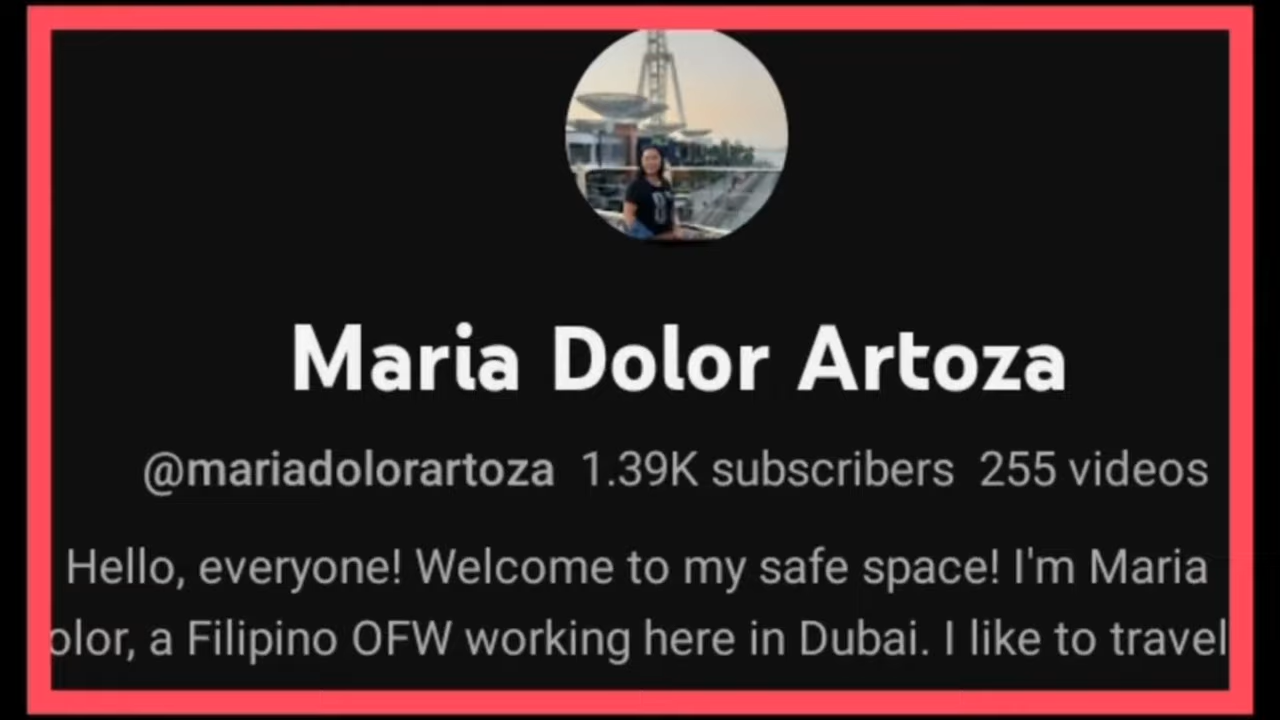 Maria Dolor Artoza
@mariadolorartoza 1.39K subscribers 255 videos
Hello, everyone! Welcome to my safe space! I'm Maria
olor, a Filipino OFW working here in Dubai. I like to travel